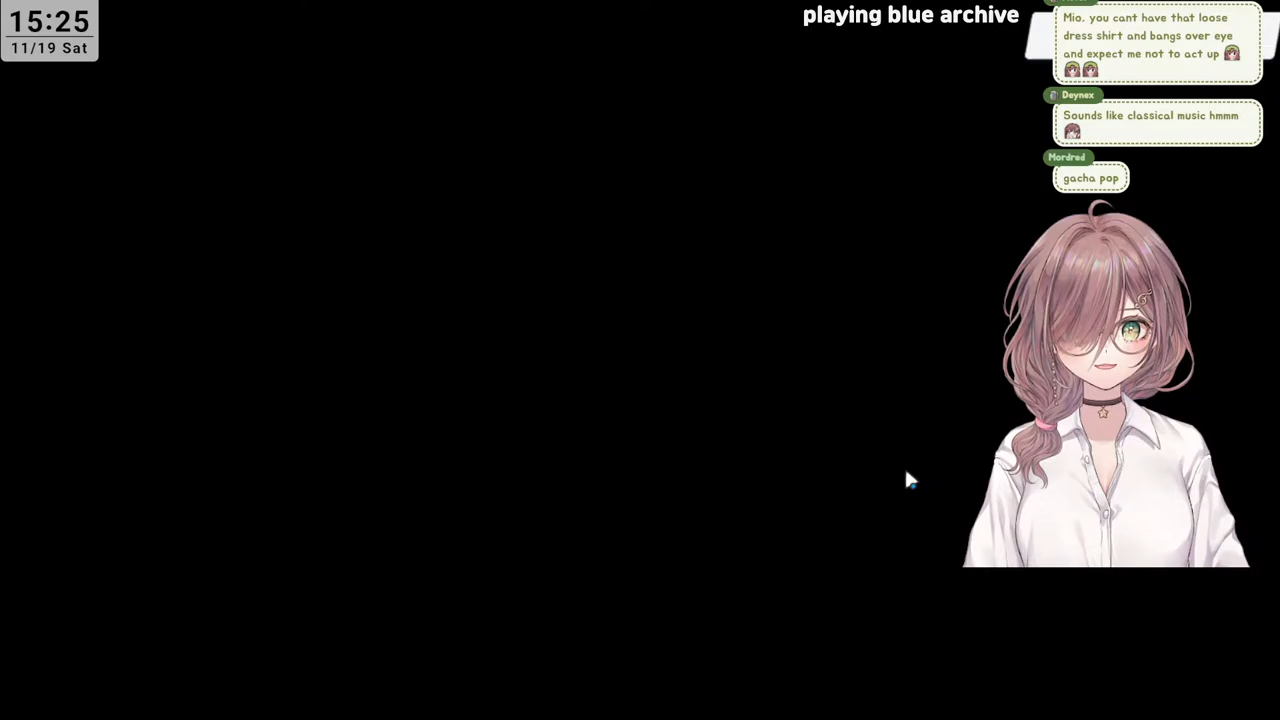 15:25
11/19 Sat
playing blue archive
Mio, you cant have that loose
dress shirt and bangs over eye
and expect me not to act up
Deynex
Sounds like classical music hmmm
Mordred
gacha pop